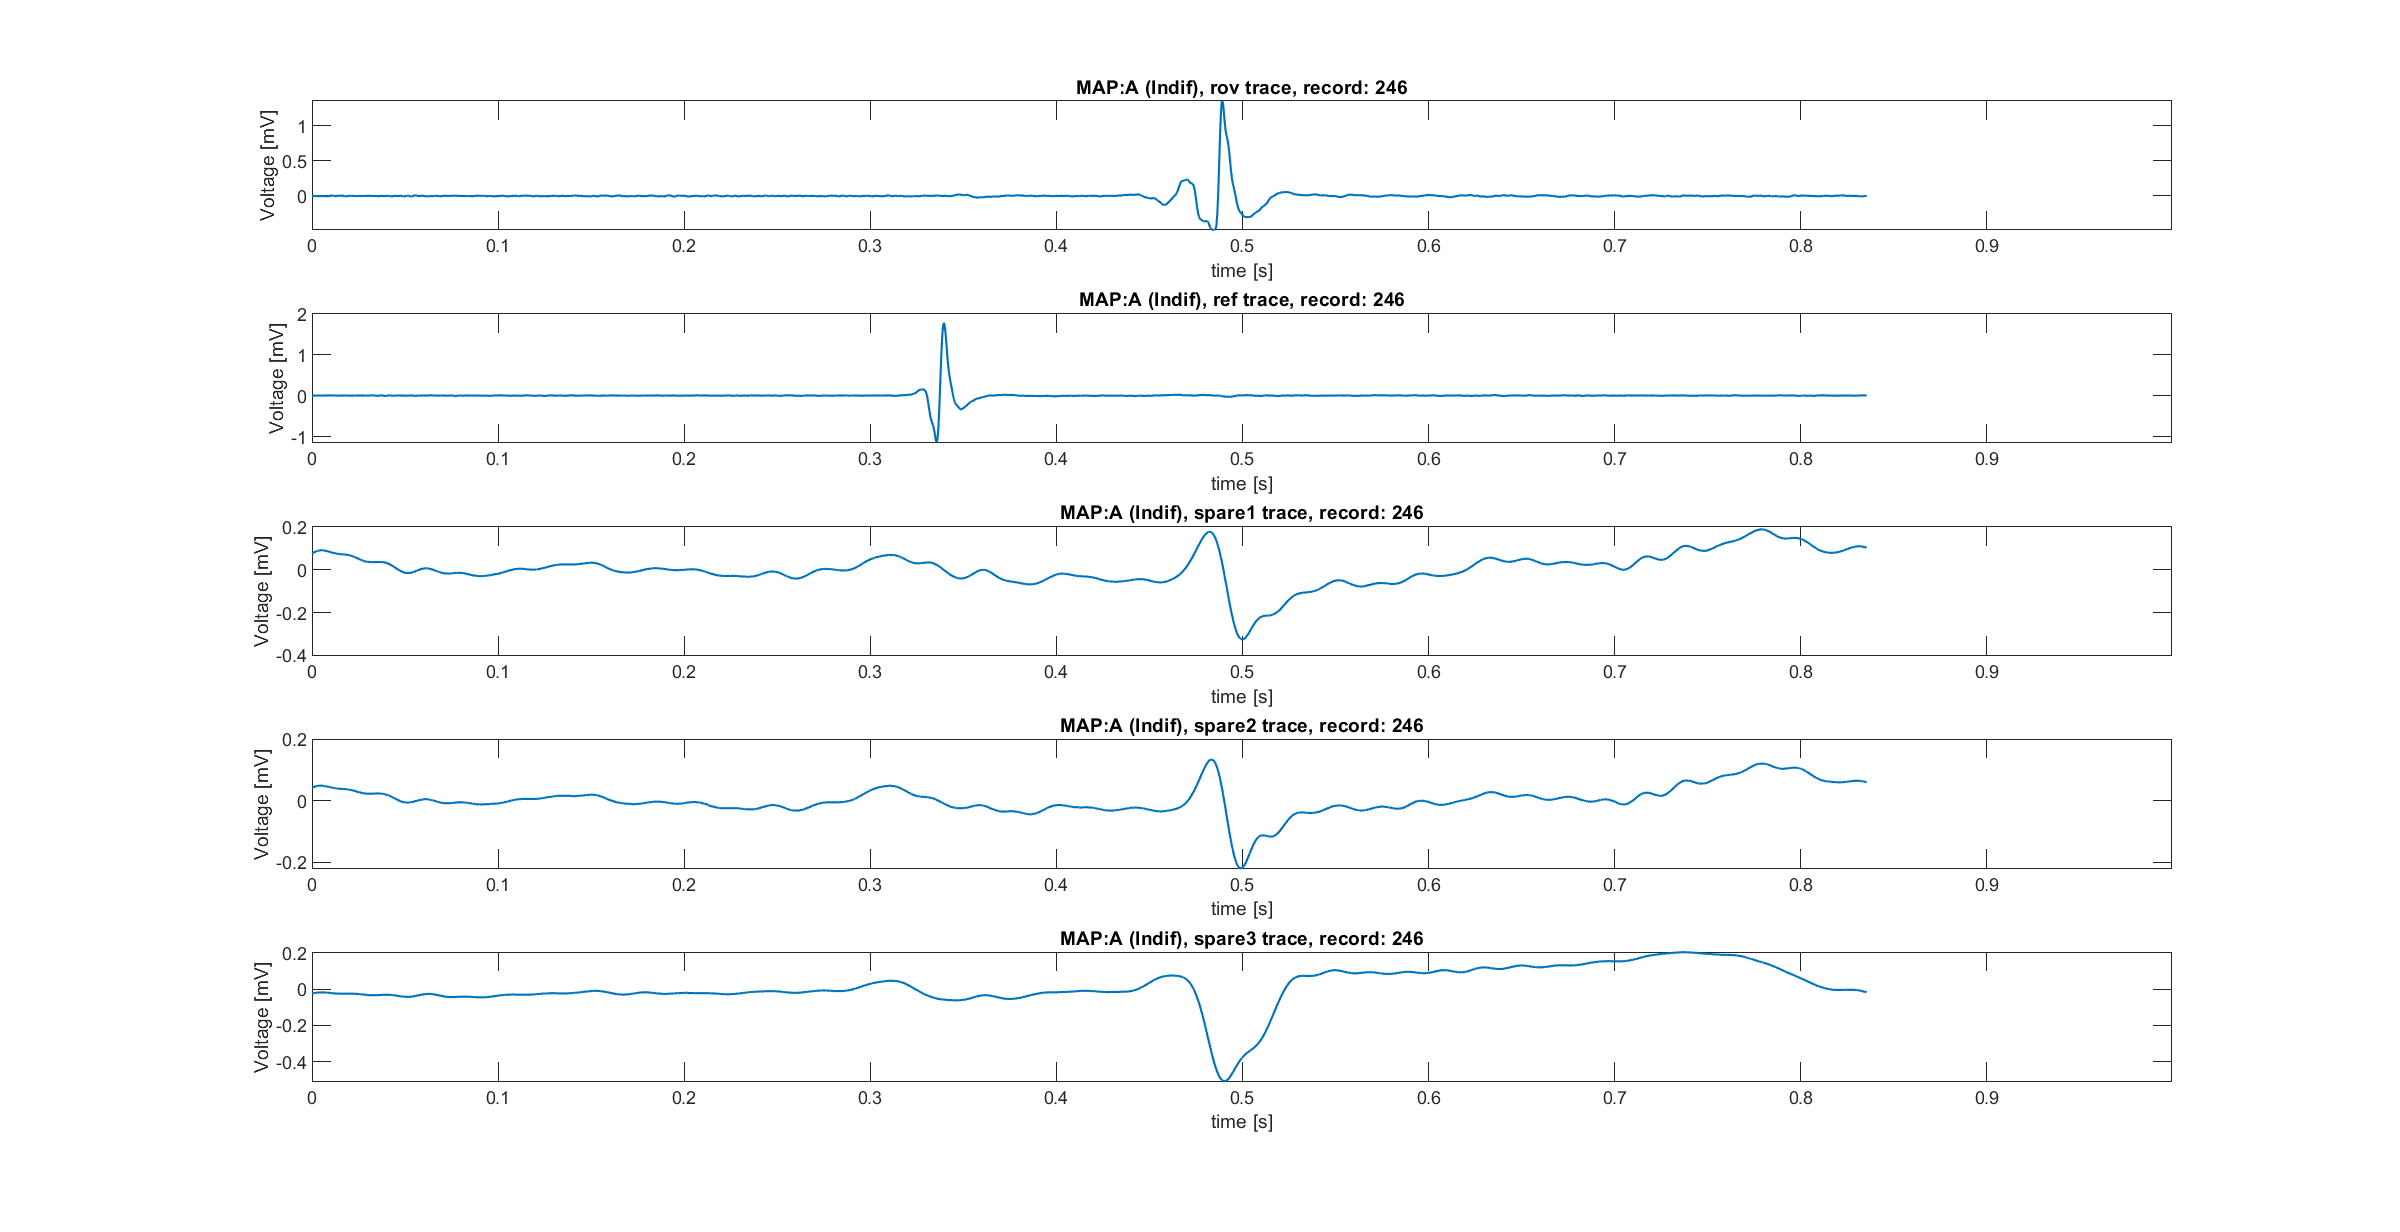 MAP:A (Indif), rov trace, record: 246
Voltage [mV]
1
0.5
0
0 0.1 0.2 0.3 0.4 0.5 0.6 0.7 0.8 0.9
time [s]
MAP:A (Indif), ref trace, record: 246
Voltage [mV]
2
1
0
-1
0 0.1 0.2 0.3 0.4 0.5 0.6 0.7 0.8 0.9
time [s]
MAP:A (Indif), spare1 trace, record: 246
Voltage [mV]
0.2
0
-0.2
-0.4
0 0.1 0.2 0.3 0.4 0.5 0.6 0.7 0.8 0.9
time [s]
MAP:A (Indif), spare2 trace, record: 246
Voltage [mV]
0.2
0
-0.2
0 0.1 0.2 0.3 0.4 0.5 0.6 0.7 0.8 0.9
time [s]
MAP:A (Indif), spare3 trace, record: 246
Voltage [mV]
0.2
0
-0.2
-0.4
0 0.1 0.2 0.3 0.4 0.5 0.6 0.7 0.8 0.9
time [s]